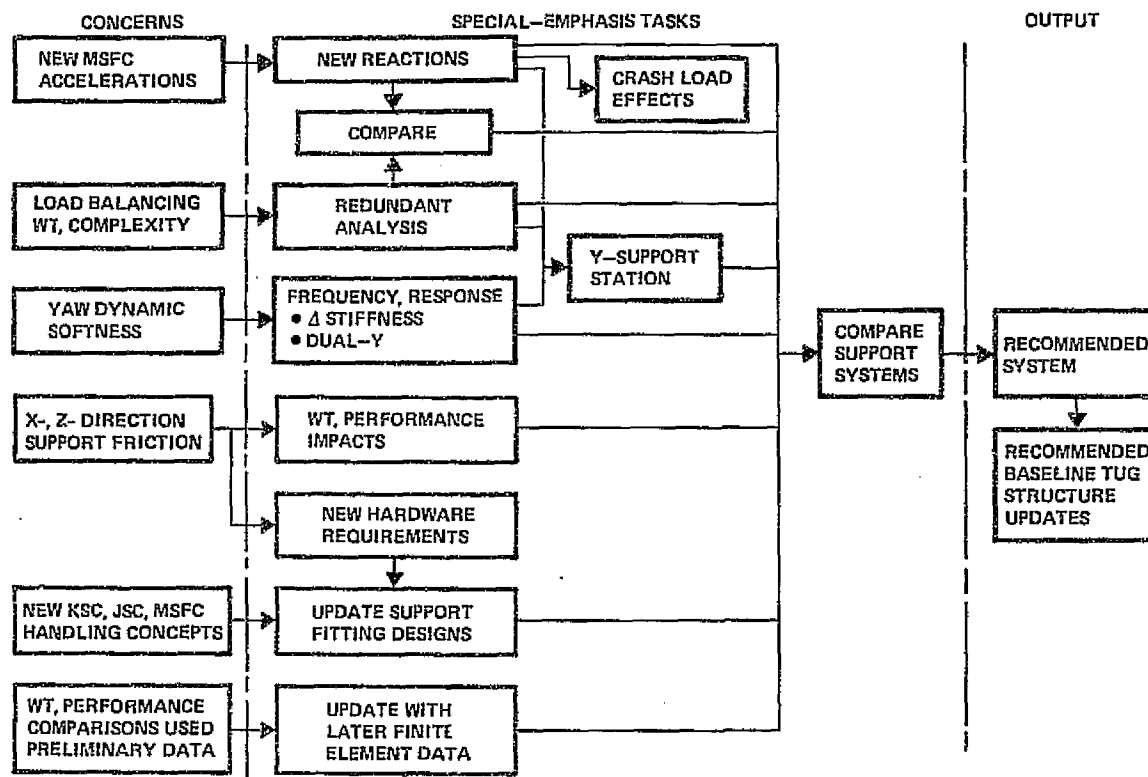 CONCERNS
SPECIAL-EMPHASIS TASKS
OUTPUT
NEW MSFC
ACCELERATIONS
NEW REACTIONS
CRASH LOAD
EFFECTS
COMPARE
LOAD BALANCING
WT, COMPLEXITY
REDUNDANT
ANALYSIS
Y-SUPPORT
STATION
YAW DYNAMIC
SOFTNESS
FREQUENCY, RESPONSE
• Δ STIFFNESS
• DUAL-Y
COMPARE
SUPPORT
SYSTEMS
RECOMMENDED
SYSTEM
X-, Z- DIRECTION
SUPPORT FRICTION
WT, PERFORMANCE
IMPACTS
RECOMMENDED
BASELINE TUG
STRUCTURE
UPDATES
NEW HARDWARE
REQUIREMENTS
NEW KSC, JSC, MSFC
HANDLING CONCEPTS
UPDATE SUPPORT
FITTING DESIGNS
WT, PERFORMANCE
COMPARISONS USED
PRELIMINARY DATA
UPDATE WITH
LATER FINITE
ELEMENT DATA